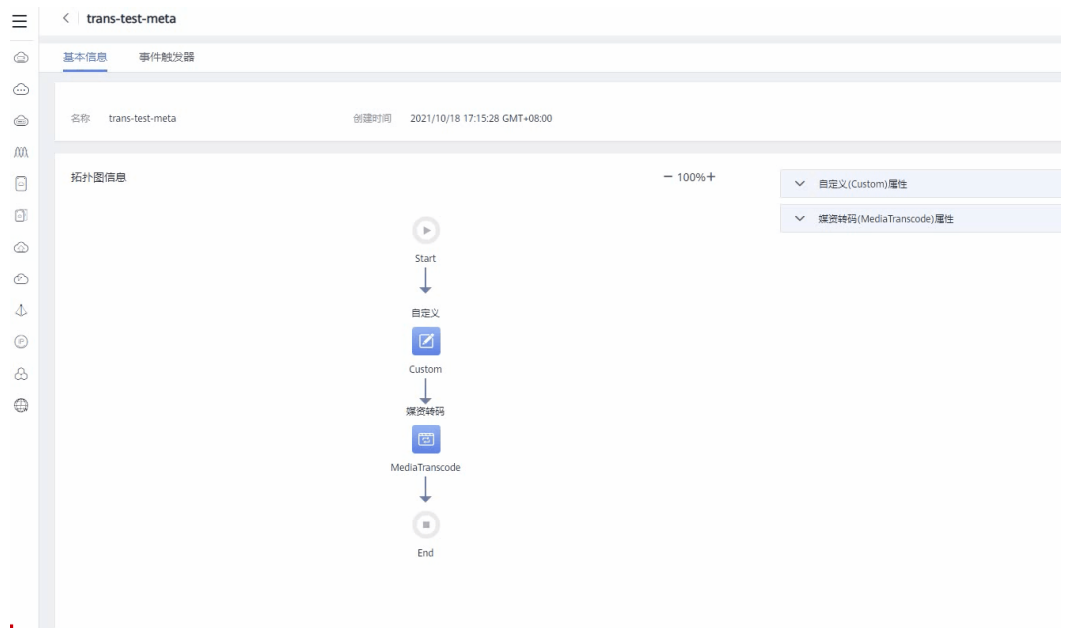 trans-test-meta
基本信息 事件触发器
名称 trans-test-meta 创建时间 2021/10/18 17:15:28 GMT+08:00
拓扑图信息
100%
自定义(Custom)属性
媒资转码(MediaTranscode)属性
Start
自定义
Custom
媒资转码
MediaTranscode
End